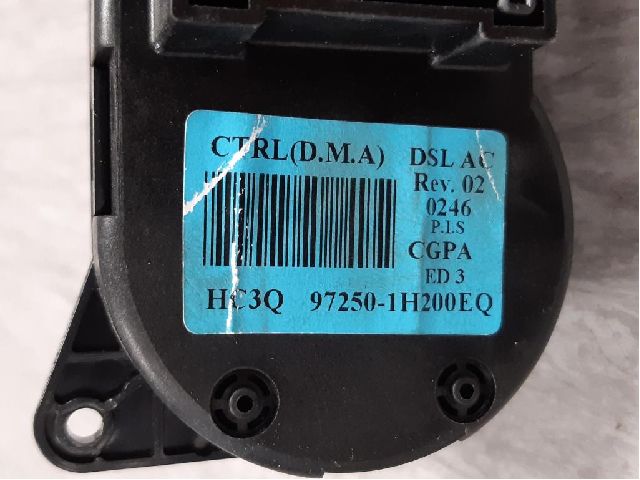 CTRL(D.M.A) DSL AC
Rev. 02
0246
P.I.S
CGPA
ED 3
HC3Q 97250-1H200EQ